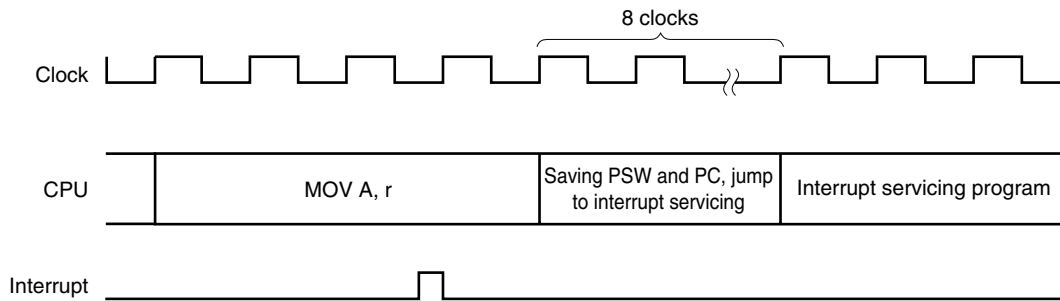 8 clocks
Clock
CPU
MOV A, r
Saving PSW and PC, jump
to interrupt servicing
Interrupt servicing program
Interrupt